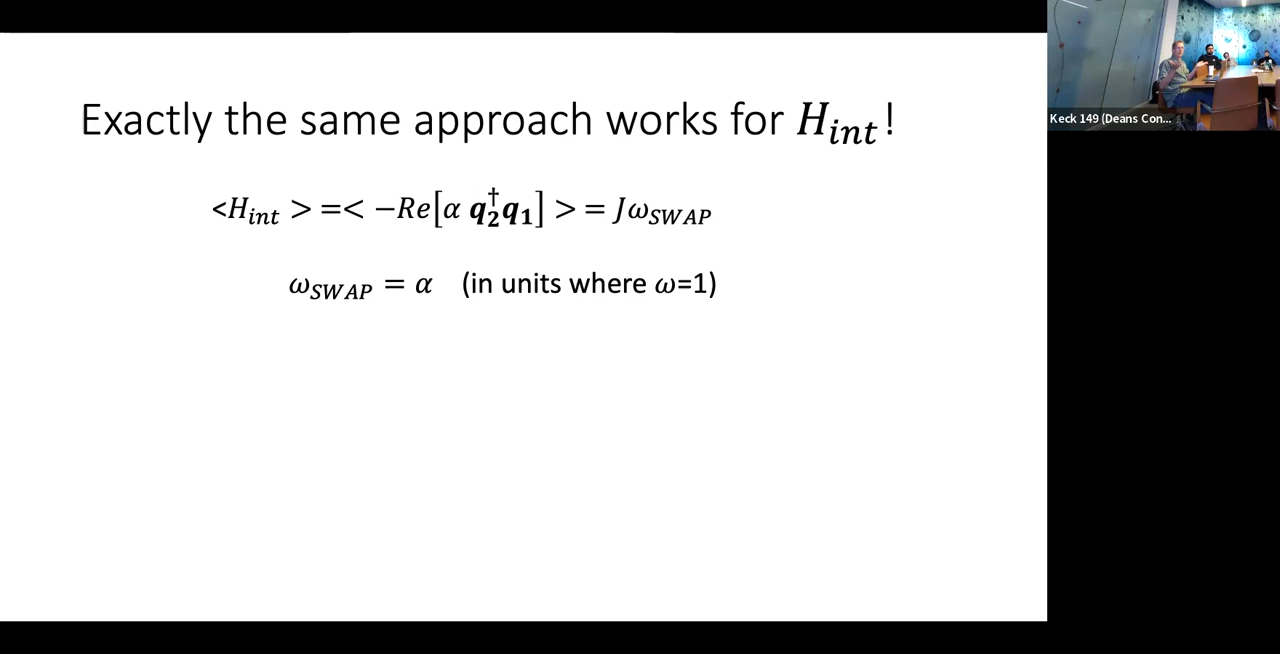 Exactly the same approach works for H_int!
<H_int > =< −Re[α q₂†q₁] > = Jω_SWAP
ω_SWAP = α (in units where ω=1)
Keck 149 (Deans Con...